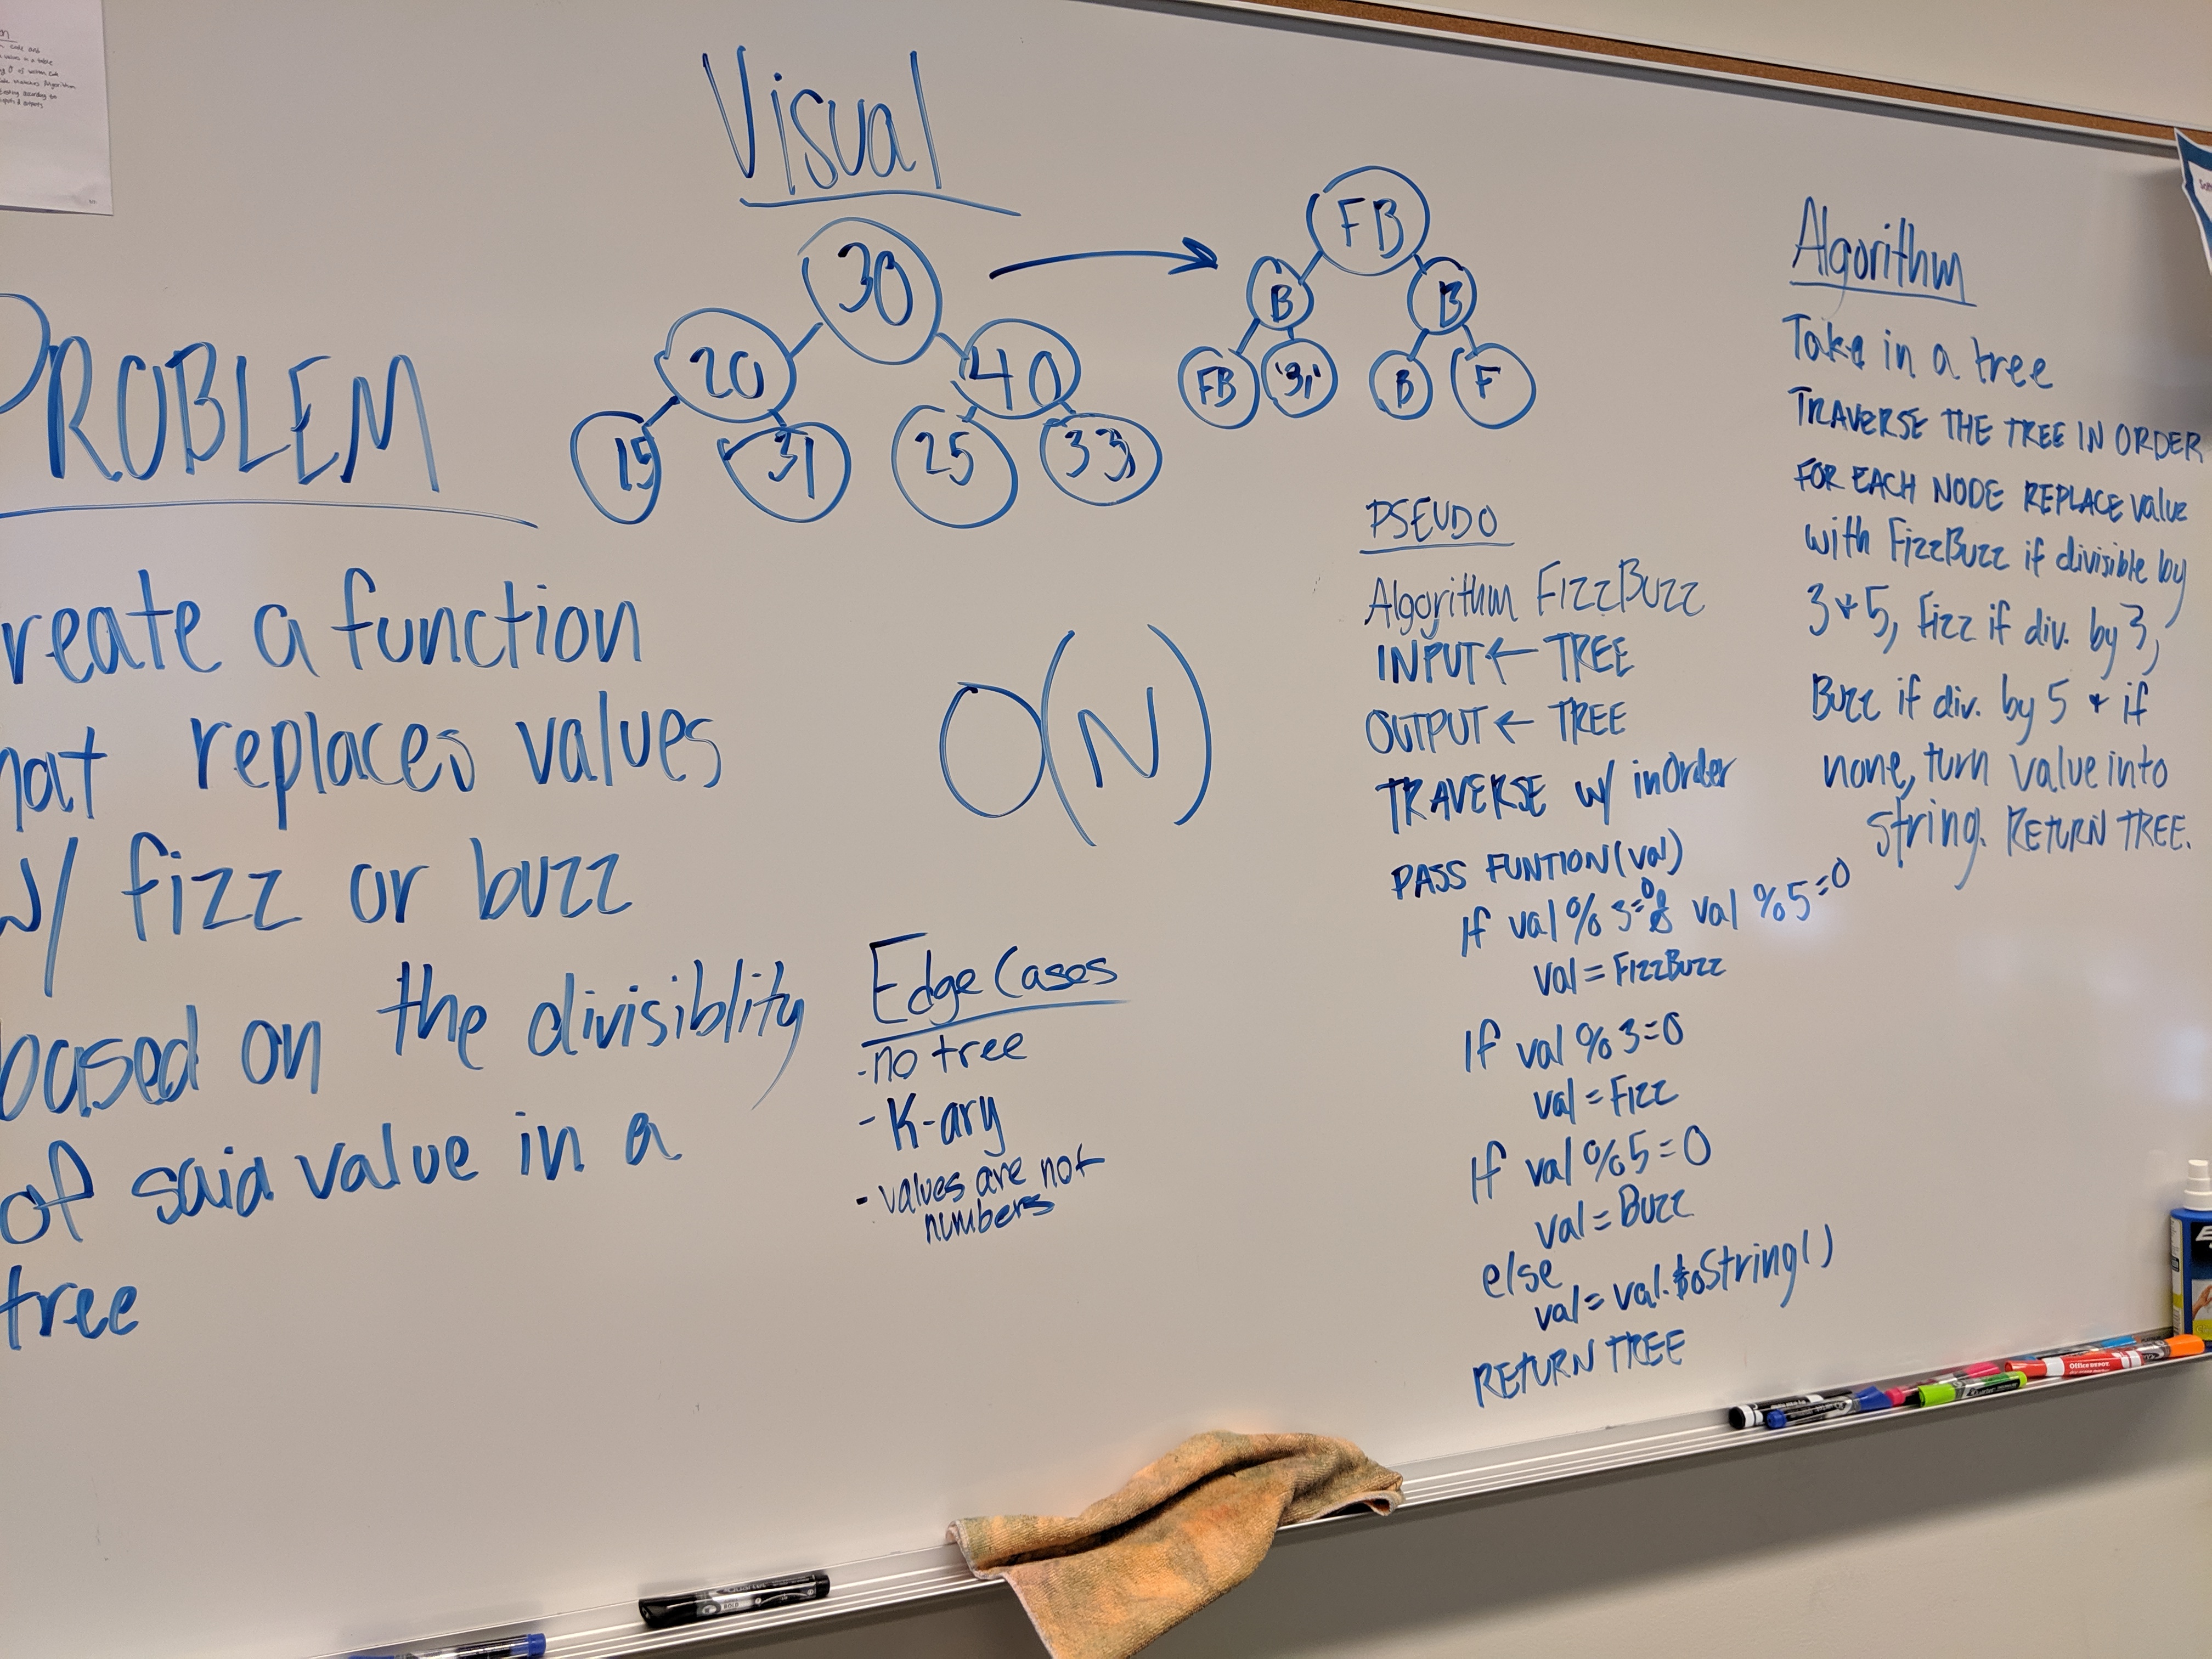 Visual
30
20
40
15
31
25
33
FB
B
B
FB
'31'
B
F
PROBLEM
reate a function
hat replaces values
w/ fizz or buzz
based on the divisiblity
of said value in a
tree
O(N)
Edge Cases
- no tree
- K-ary
- values are not
numbers
PSEUDO
Algorithm FizzBuzz
INPUT ← TREE
OUTPUT ← TREE
TRAVERSE w/ inOrder
PASS FUNTION(val)
If val % 3=0 & val % 5=0
val = FizzBuzz
If val % 3=0
val = Fizz
If val % 5=0
val = Buzz
else
val = val.toString()
RETURN TREE
Algorithm
Take in a tree
TRAVERSE THE TREE IN ORDER
FOR EACH NODE REPLACE value
with FizzBuzz if divisible by
3 + 5, Fizz if div. by 3,
Buzz if div. by 5 + if
none, turn value into
string. RETURN TREE.
Office DEPOT